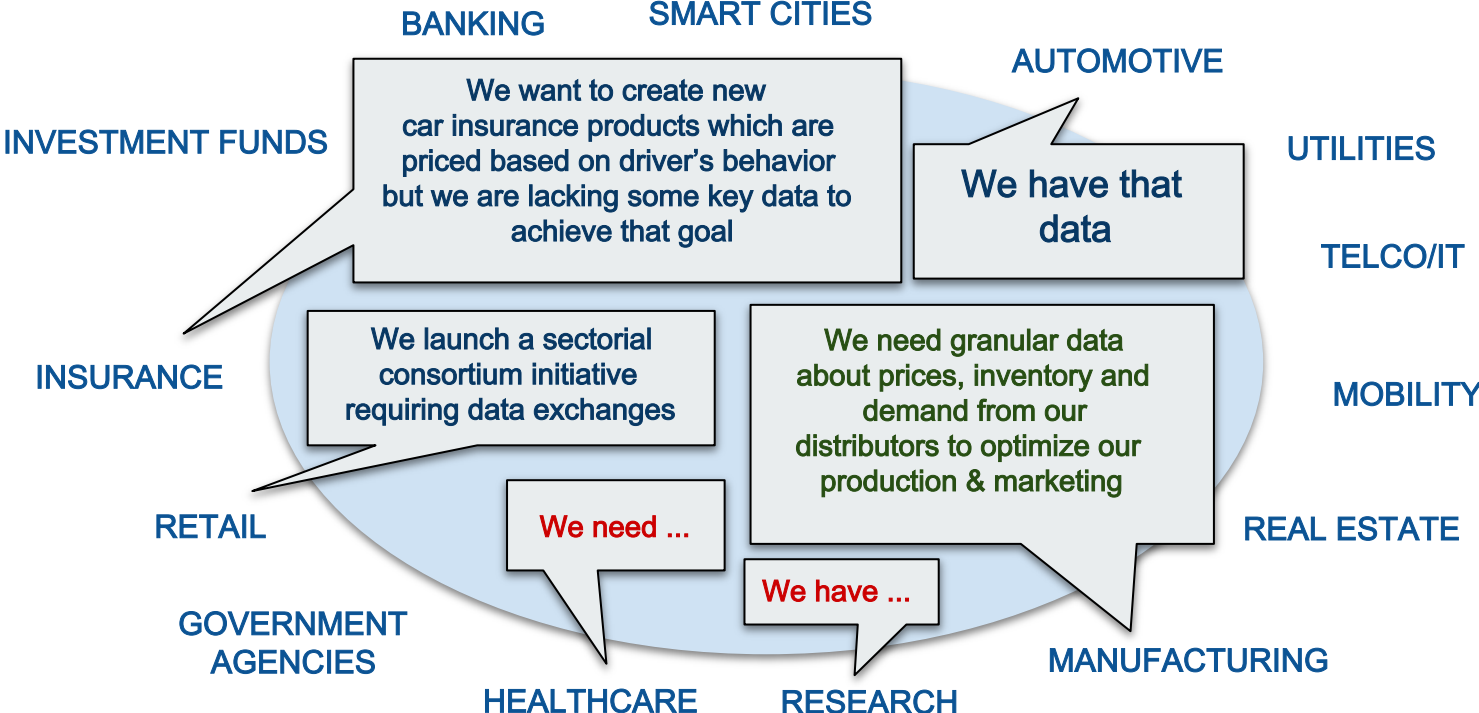 BANKING
SMART CITIES
AUTOMOTIVE
INVESTMENT FUNDS
We want to create new
car insurance products which are
priced based on driver's behavior
but we are lacking some key data to
achieve that goal
UTILITIES
We have that
data
TELCO/IT
INSURANCE
We launch a sectorial
consortium initiative
requiring data exchanges
We need granular data
about prices, inventory and
demand from our
distributors to optimize our
production & marketing
MOBILITY
RETAIL
We need ...
REAL ESTATE
We have ...
GOVERNMENT
AGENCIES
HEALTHCARE
RESEARCH
MANUFACTURING